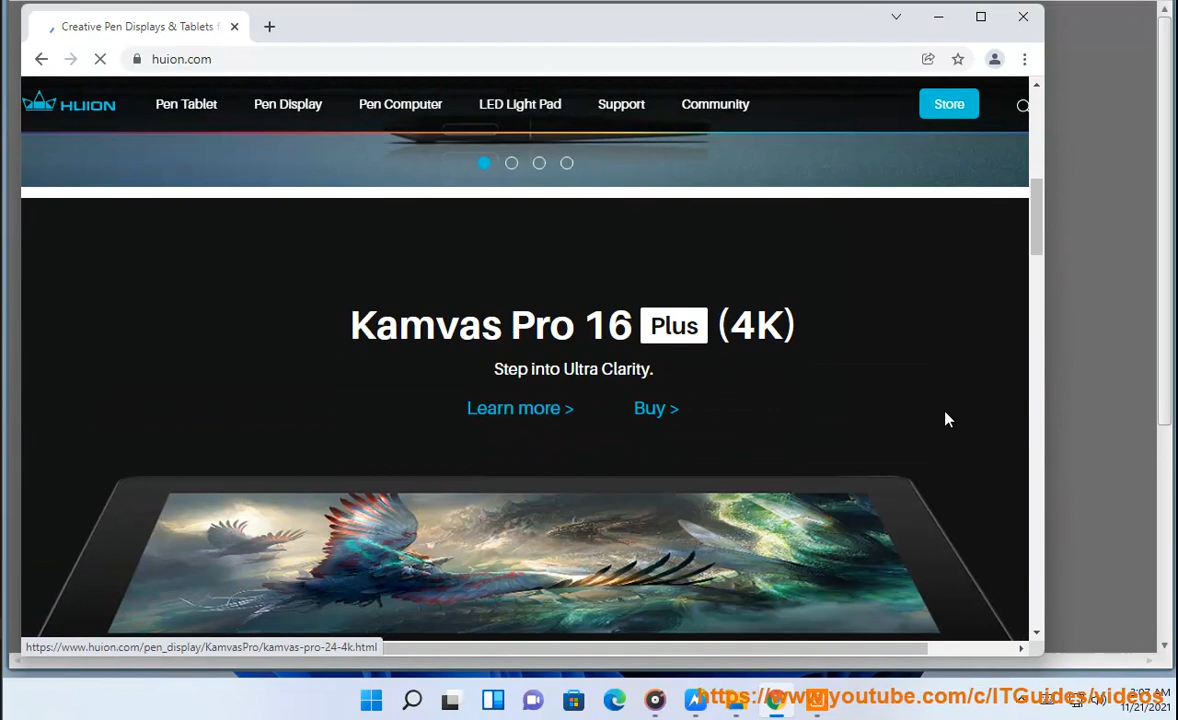 Creative Pen Displays & Tablets f
huion.com
HUION
Pen Tablet
Pen Display
Pen Computer
LED Light Pad
Support
Community
Store
Kamvas Pro 16 Plus (4K)
Step into Ultra Clarity.
Learn more >
Buy >
https://www.huion.com/pen_display/KamvasPro/kamvas-pro-24-4k.html
https://www.youtube.com/c/ITGuides/videos
:07 AM
11/21/2021